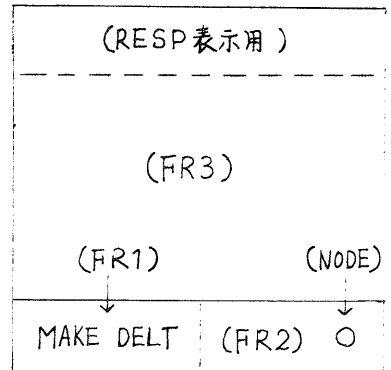 (RESP表示用)
(FR3)
(FR1) (NODE)
MAKE DELT (FR2) ○